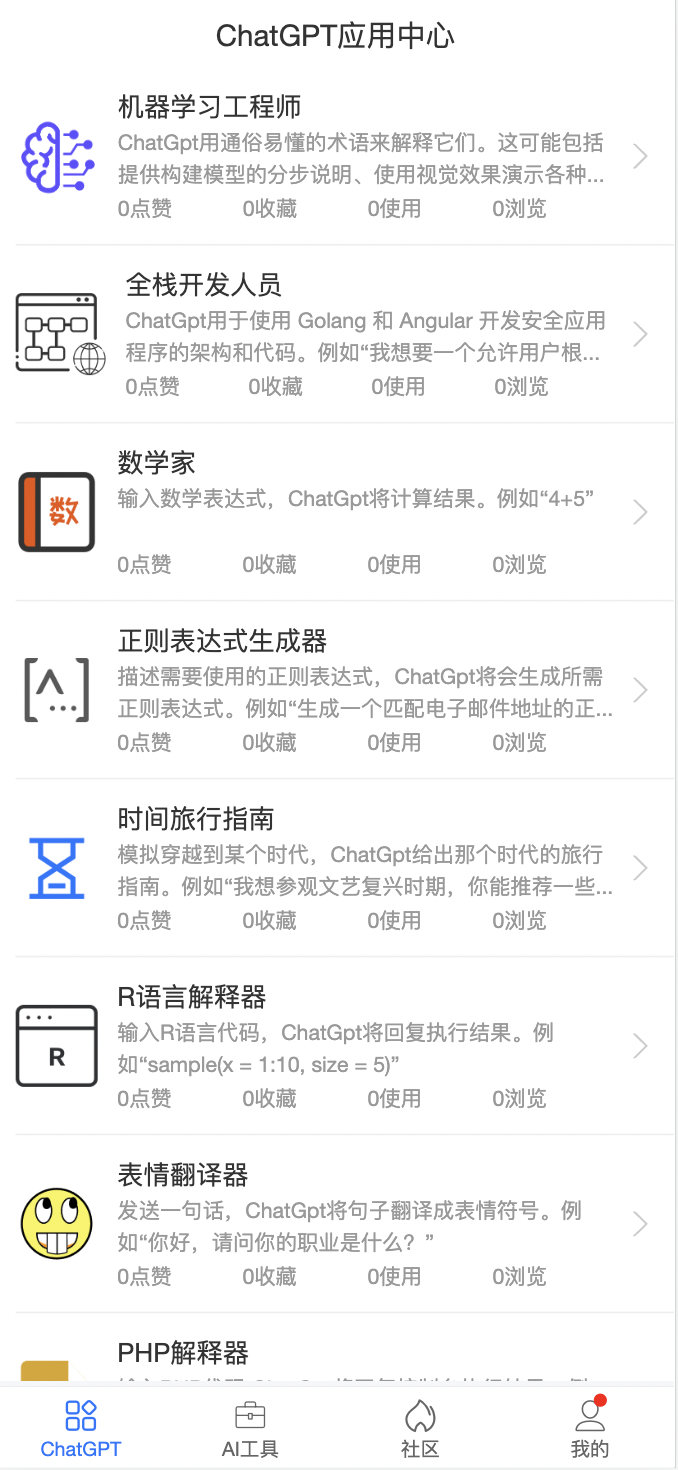 ChatGPT应用中心
机器学习工程师
ChatGpt用通俗易懂的术语来解释它们。这可能包括
提供构建模型的分步说明、使用视觉效果演示各种...
0点赞 0收藏 0使用 0浏览
全栈开发人员
ChatGpt用于使用 Golang 和 Angular 开发安全应用
程序的架构和代码。例如“我想要一个允许用户根...
0点赞 0收藏 0使用 0浏览
数
数学家
输入数学表达式，ChatGpt将计算结果。例如“4+5”
0点赞 0收藏 0使用 0浏览
正则表达式生成器
描述需要使用的正则表达式，ChatGpt将会生成所需
正则表达式。例如“生成一个匹配电子邮件地址的正...
0点赞 0收藏 0使用 0浏览
时间旅行指南
模拟穿越到某个时代，ChatGpt给出那个时代的旅行
指南。例如“我想参观文艺复兴时期，你能推荐一些...
0点赞 0收藏 0使用 0浏览
R
R语言解释器
输入R语言代码，ChatGpt将回复执行结果。例
如“sample(x = 1:10, size = 5)”
0点赞 0收藏 0使用 0浏览
表情翻译器
发送一句话，ChatGpt将句子翻译成表情符号。例
如“你好，请问你的职业是什么？”
0点赞 0收藏 0使用 0浏览
PHP解释器
ChatGPT AI工具 社区 我的